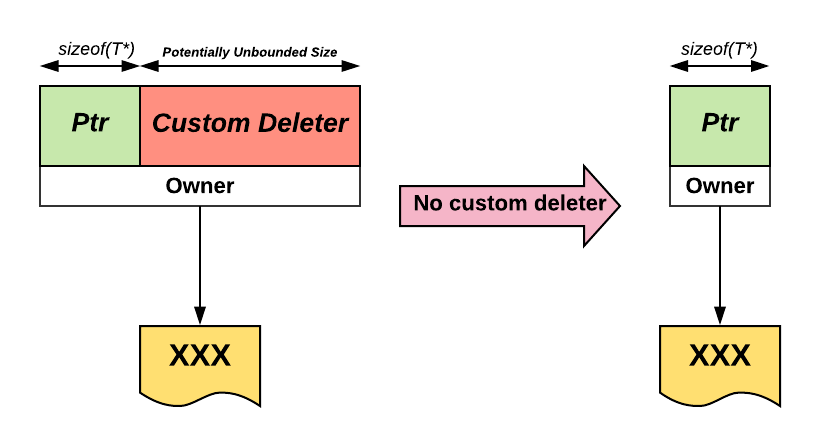 sizeof(T*)
Potentially Unbounded Size
Ptr
Custom Deleter
Owner
XXX
No custom deleter
sizeof(T*)
Ptr
Owner
XXX